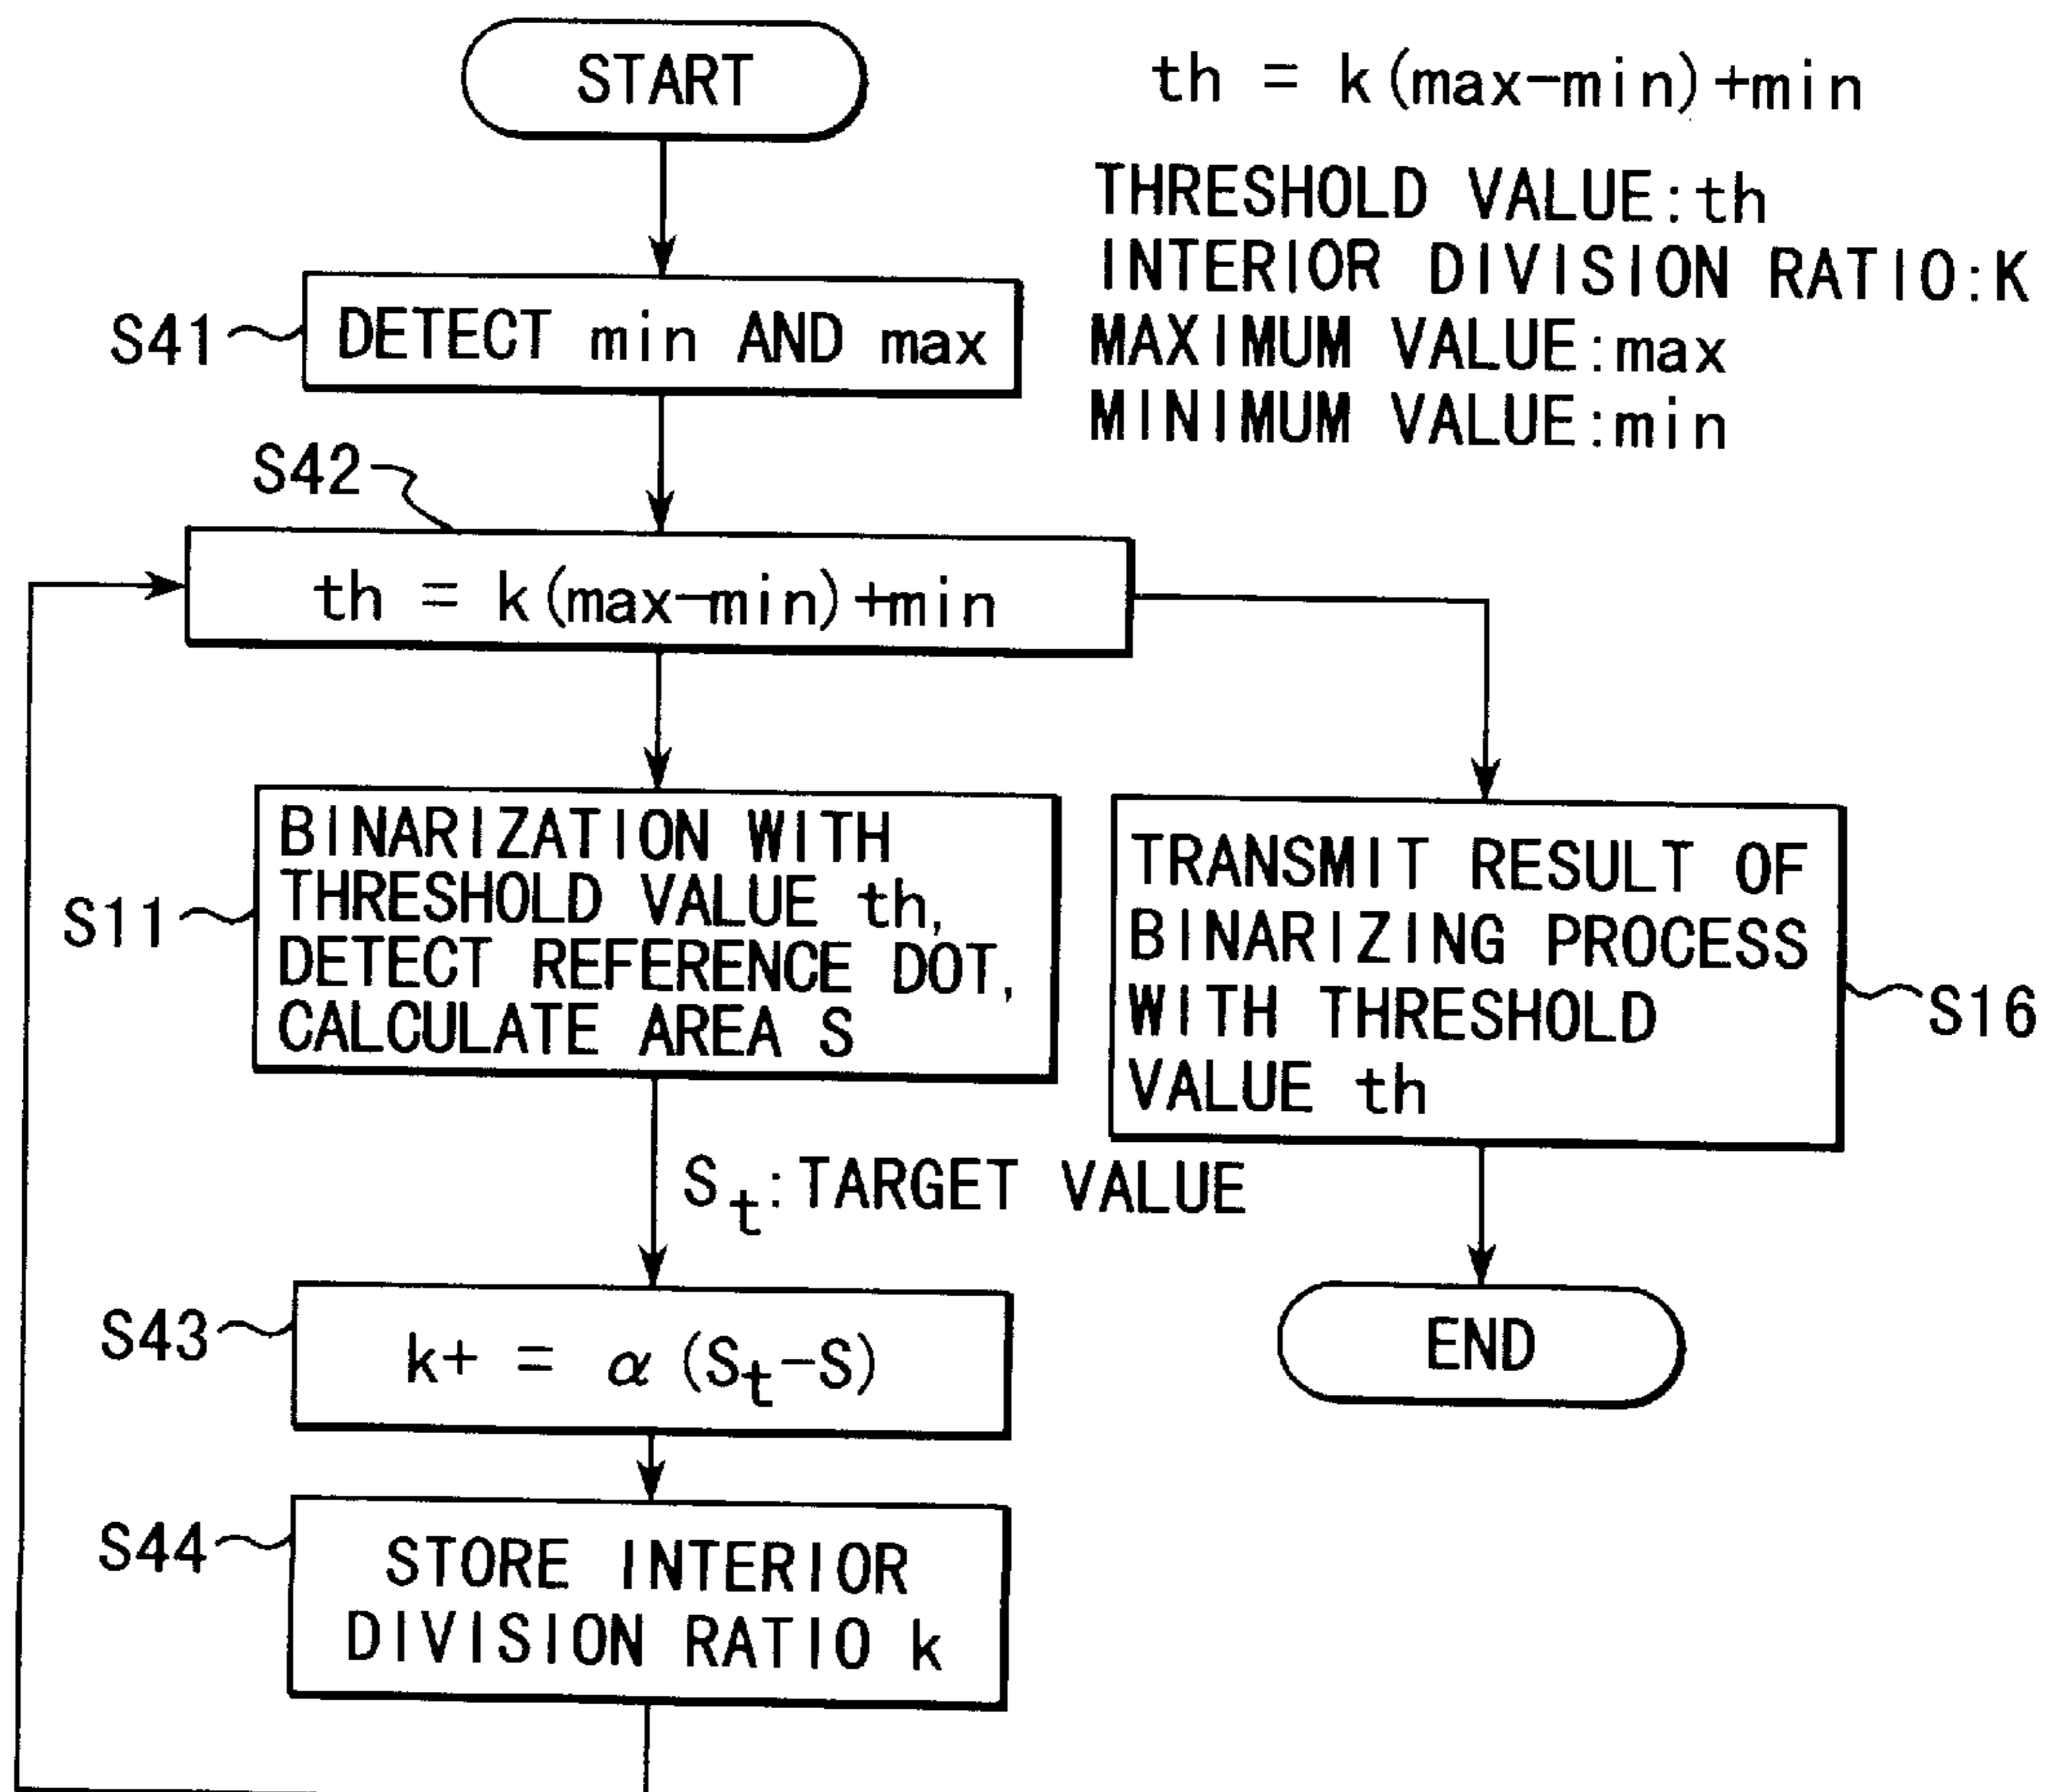 START
th = k(max-min)+min
THRESHOLD VALUE:th
INTERIOR DIVISION RATIO:K
MAXIMUM VALUE:max
MINIMUM VALUE:min
S41
DETECT min AND max
S42
th = k(max-min)+min
S11
BINARIZATION WITH
THRESHOLD VALUE th,
DETECT REFERENCE DOT,
CALCULATE AREA S
TRANSMIT RESULT OF
BINARIZING PROCESS
WITH THRESHOLD
VALUE th
S16
St:TARGET VALUE
S43
k+ = α (St-S)
END
S44
STORE INTERIOR
DIVISION RATIO k